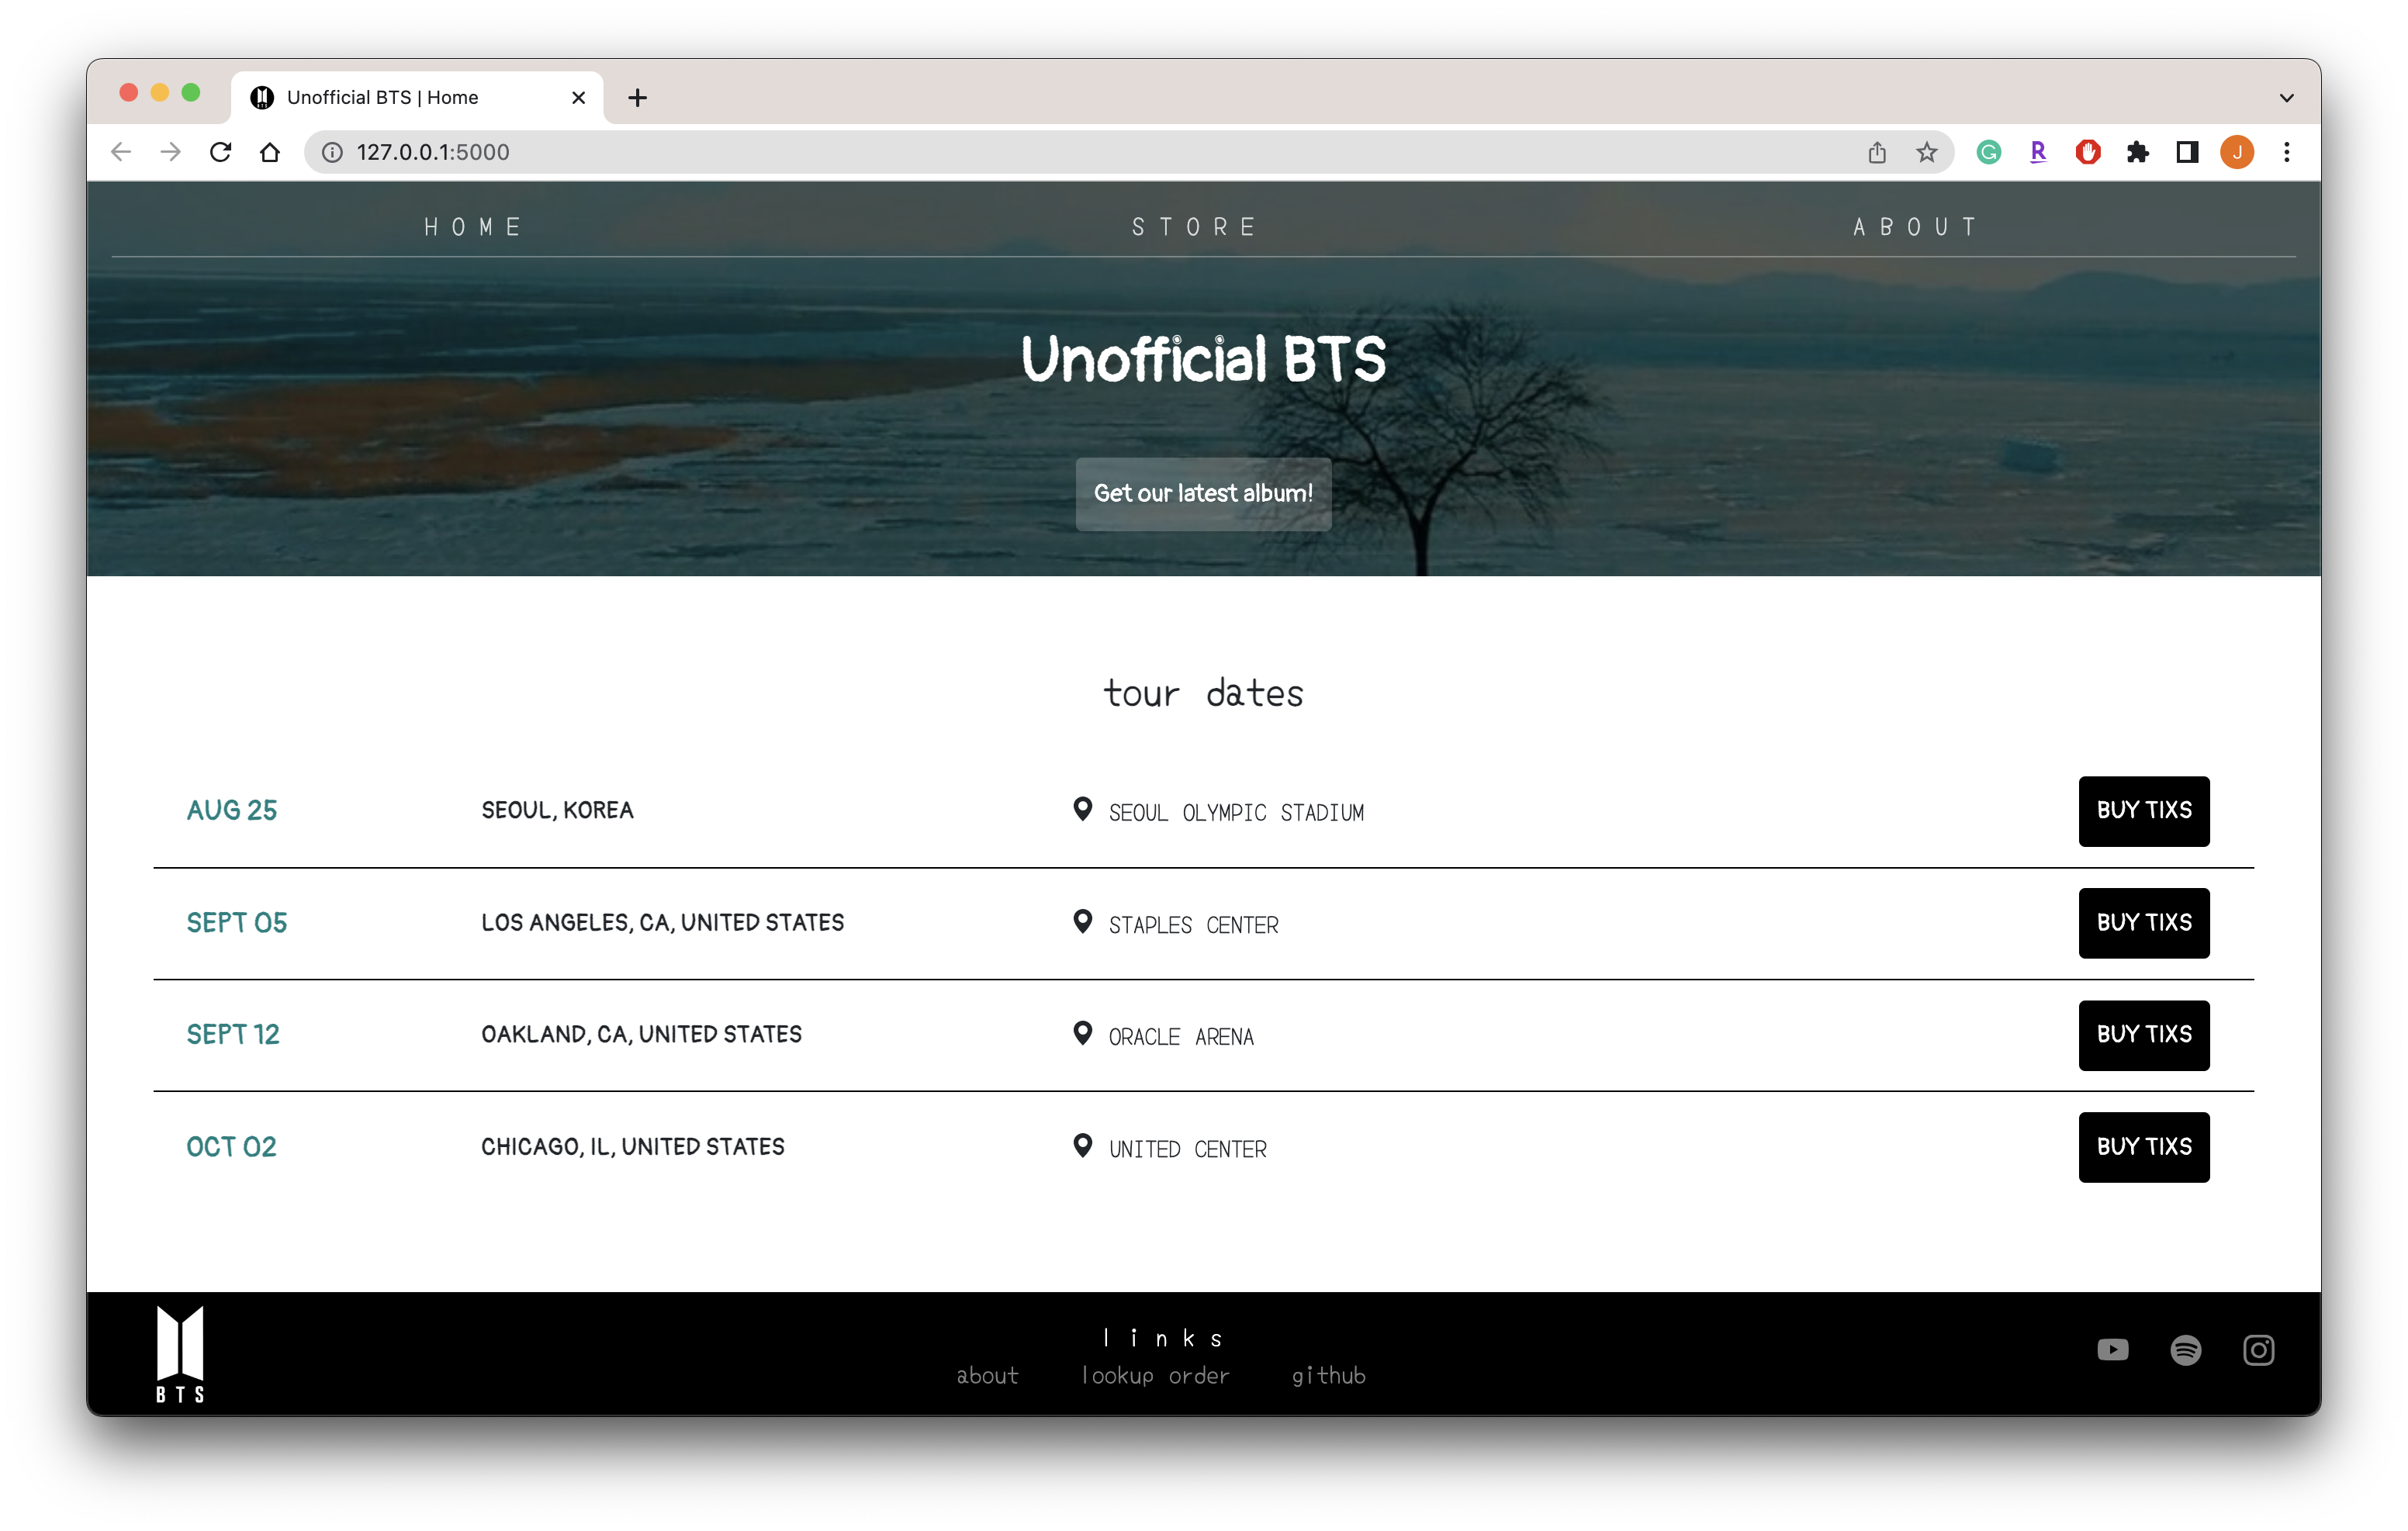 Unofficial BTS | Home
127.0.0.1:5000
R
J
HOME STORE ABOUT
Unofficial BTS
Get our latest album!
tour dates
AUG 25 SEOUL, KOREA SEOUL OLYMPIC STADIUM BUY TIXS
SEPT 05 LOS ANGELES, CA, UNITED STATES STAPLES CENTER BUY TIXS
SEPT 12 OAKLAND, CA, UNITED STATES ORACLE ARENA BUY TIXS
OCT 02 CHICAGO, IL, UNITED STATES UNITED CENTER BUY TIXS
BTS
links
about lookup order github